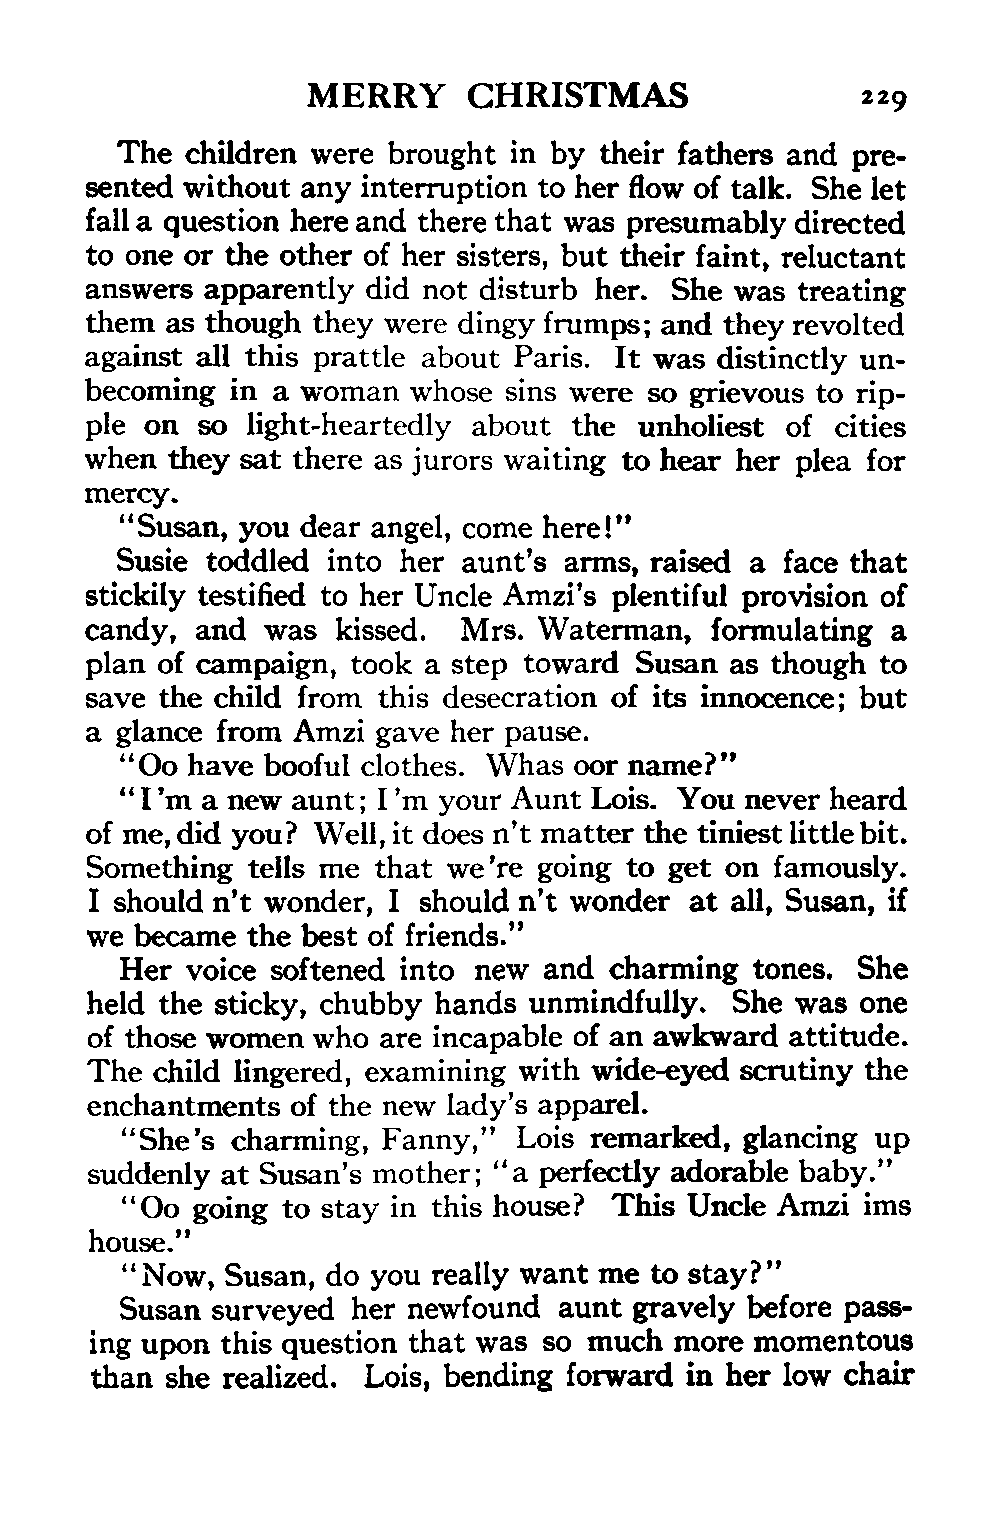 MERRY CHRISTMAS 229
The children were brought in by their fathers and pre-
sented without any interruption to her flow of talk. She let
fall a question here and there that was presumably directed
to one or the other of her sisters, but their faint, reluctant
answers apparently did not disturb her. She was treating
them as though they were dingy frumps; and they revolted
against all this prattle about Paris. It was distinctly un-
becoming in a woman whose sins were so grievous to rip-
ple on so light-heartedly about the unholiest of cities
when they sat there as jurors waiting to hear her plea for
mercy.
"Susan, you dear angel, come here!"
Susie toddled into her aunt's arms, raised a face that
stickily testified to her Uncle Amzi's plentiful provision of
candy, and was kissed. Mrs. Waterman, formulating a
plan of campaign, took a step toward Susan as though to
save the child from this desecration of its innocence; but
a glance from Amzi gave her pause.
"Oo have booful clothes. Whas oor name?"
"I'm a new aunt; I'm your Aunt Lois. You never heard
of me, did you? Well, it does n't matter the tiniest little bit.
Something tells me that we're going to get on famously.
I should n't wonder, I should n't wonder at all, Susan, if
we became the best of friends."
Her voice softened into new and charming tones. She
held the sticky, chubby hands unmindfully. She was one
of those women who are incapable of an awkward attitude.
The child lingered, examining with wide-eyed scrutiny the
enchantments of the new lady's apparel.
"She's charming, Fanny," Lois remarked, glancing up
suddenly at Susan's mother; "a perfectly adorable baby."
"Oo going to stay in this house? This Uncle Amzi ims
house."
"Now, Susan, do you really want me to stay?"
Susan surveyed her newfound aunt gravely before pass-
ing upon this question that was so much more momentous
than she realized. Lois, bending forward in her low chair